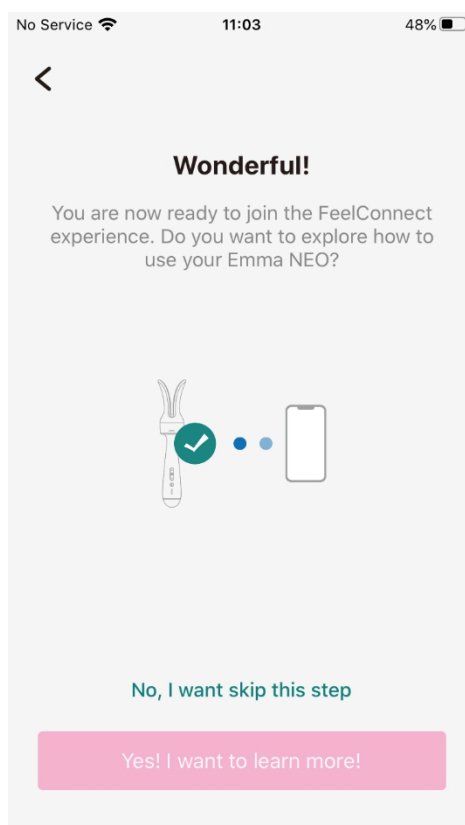 No Service 11:03 48%
Wonderful!
You are now ready to join the FeelConnect
experience. Do you want to explore how to
use your Emma NEO?
No, I want skip this step
Yes! I want to learn more!